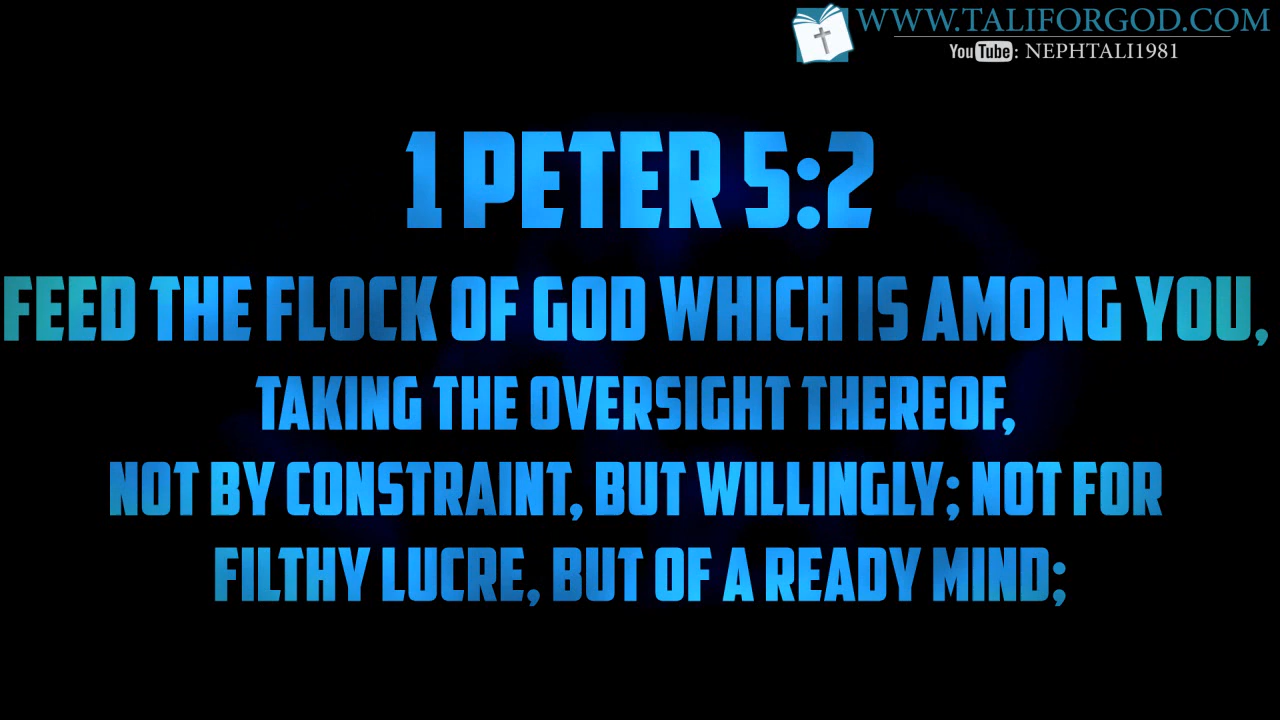 WWW.TALIFORGOD.COM
YouTube: NEPHTALI1981
1 PETER 5:2
FEED THE FLOCK OF GOD WHICH IS AMONG YOU,
TAKING THE OVERSIGHT THEREOF,
NOT BY CONSTRAINT, BUT WILLINGLY; NOT FOR
FILTHY LUCRE, BUT OF A READY MIND;